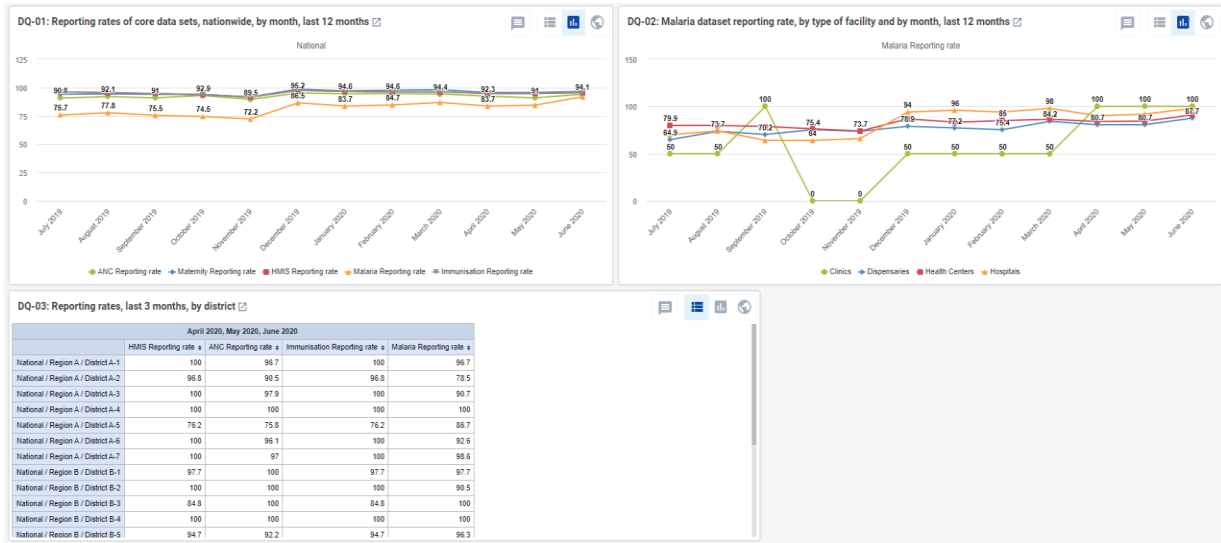 DQ-01: Reporting rates of core data sets, nationwide, by month, last 12 months
National
125
100
75
50
25
0
90.8 92.1 91 92.9 89.5 95.2 94.6 94.6 94.4 92.3 91 94.1
75.7 77.8 75.5 74.5 72.2 86.5 83.7 84.7 83.7
July 2019 August 2019 September 2019 October 2019 November 2019 December 2019 January 2020 February 2020 March 2020 April 2020 May 2020 June 2020
ANC Reporting rate Maternity Reporting rate HMIS Reporting rate Malaria Reporting rate Immunisation Reporting rate
DQ-02: Malaria dataset reporting rate, by type of facility and by month, last 12 months
Malaria Reporting rate
150
100
50
0
100 94 96 98 100 100 100
79.9 73.7 70.2 75.4 73.7 78.9 77.2 85 84.2 80.7 80.7 87.7
64.9 64 75.4
50 50 0 0 50 50 50 50
July 2019 August 2019 September 2019 October 2019 November 2019 December 2019 January 2020 February 2020 March 2020 April 2020 May 2020 June 2020
Clinics Dispensaries Health Centers Hospitals
DQ-03: Reporting rates, last 3 months, by district
April 2020, May 2020, June 2020
HMIS Reporting rate ANC Reporting rate Immunisation Reporting rate Malaria Reporting rate
National / Region A / District A-1 100 96.7 100 96.7
National / Region A / District A-2 96.8 90.5 96.8 78.5
National / Region A / District A-3 100 97.9 100 90.7
National / Region A / District A-4 100 100 100 100
National / Region A / District A-5 76.2 75.8 76.2 86.7
National / Region A / District A-6 100 96.1 100 92.6
National / Region A / District A-7 100 97 100 98.6
National / Region B / District B-1 97.7 100 97.7 97.7
National / Region B / District B-2 100 100 100 90.5
National / Region B / District B-3 84.8 100 84.8 100
National / Region B / District B-4 100 100 100 100
National / Region B / District B-5 94.7 92.2 94.7 96.3